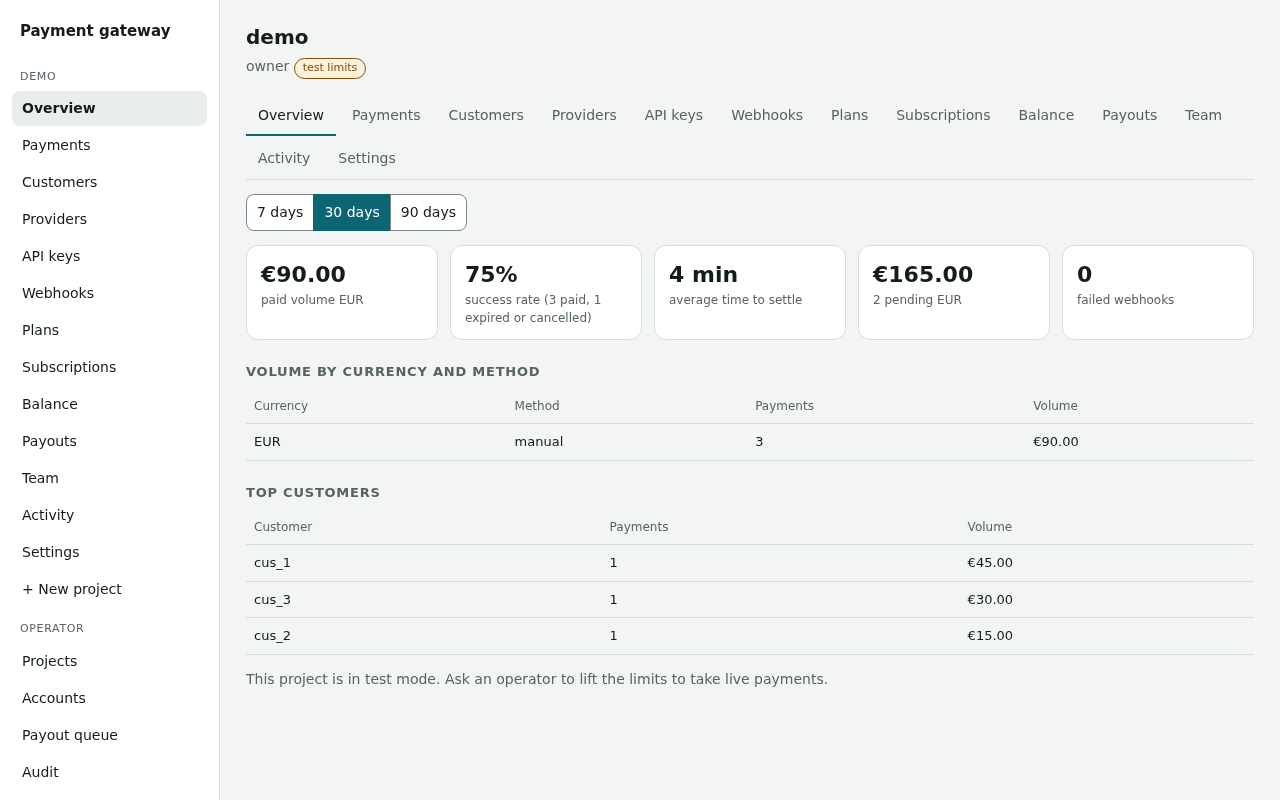 Payment gateway
DEMO
Overview
Payments
Customers
Providers
API keys
Webhooks
Plans
Subscriptions
Balance
Payouts
Team
Activity
Settings
+ New project
OPERATOR
Projects
Accounts
Payout queue
Audit
demo
owner test limits
Overview Payments Customers Providers API keys Webhooks Plans Subscriptions Balance Payouts Team
Activity Settings
7 days 30 days 90 days
€90.00
paid volume EUR
75%
success rate (3 paid, 1
expired or cancelled)
4 min
average time to settle
€165.00
2 pending EUR
0
failed webhooks
VOLUME BY CURRENCY AND METHOD
Currency Method Payments Volume
EUR manual 3 €90.00
TOP CUSTOMERS
Customer Payments Volume
cus_1 1 €45.00
cus_3 1 €30.00
cus_2 1 €15.00
This project is in test mode. Ask an operator to lift the limits to take live payments.